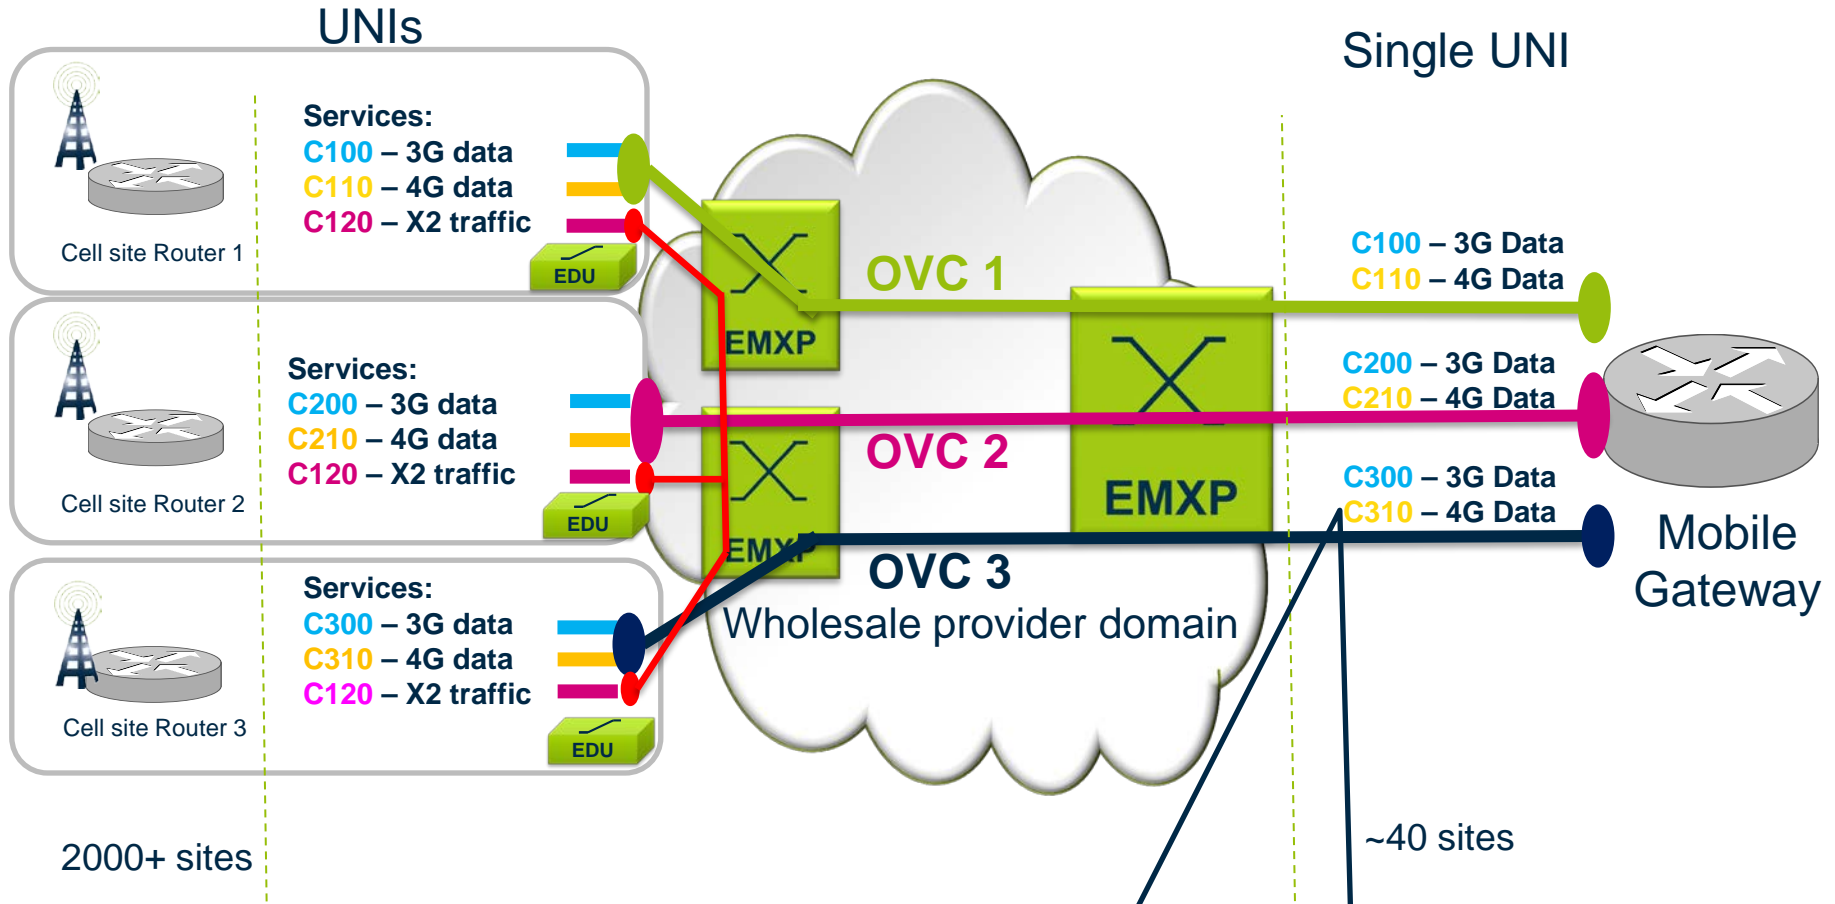 UNIs
Single UNI
Services:
C100 – 3G data
C110 – 4G data
C120 – X2 traffic
Cell site Router 1
EDU
Services:
C200 – 3G data
C210 – 4G data
C120 – X2 traffic
Cell site Router 2
EDU
Services:
C300 – 3G data
C310 – 4G data
C120 – X2 traffic
Cell site Router 3
EDU
2000+ sites
EMXP
EMXP
OVC 1
OVC 2
OVC 3
EMXP
Wholesale provider domain
C100 – 3G Data
C110 – 4G Data
C200 – 3G Data
C210 – 4G Data
C300 – 3G Data
C310 – 4G Data
Mobile
Gateway
~40 sites